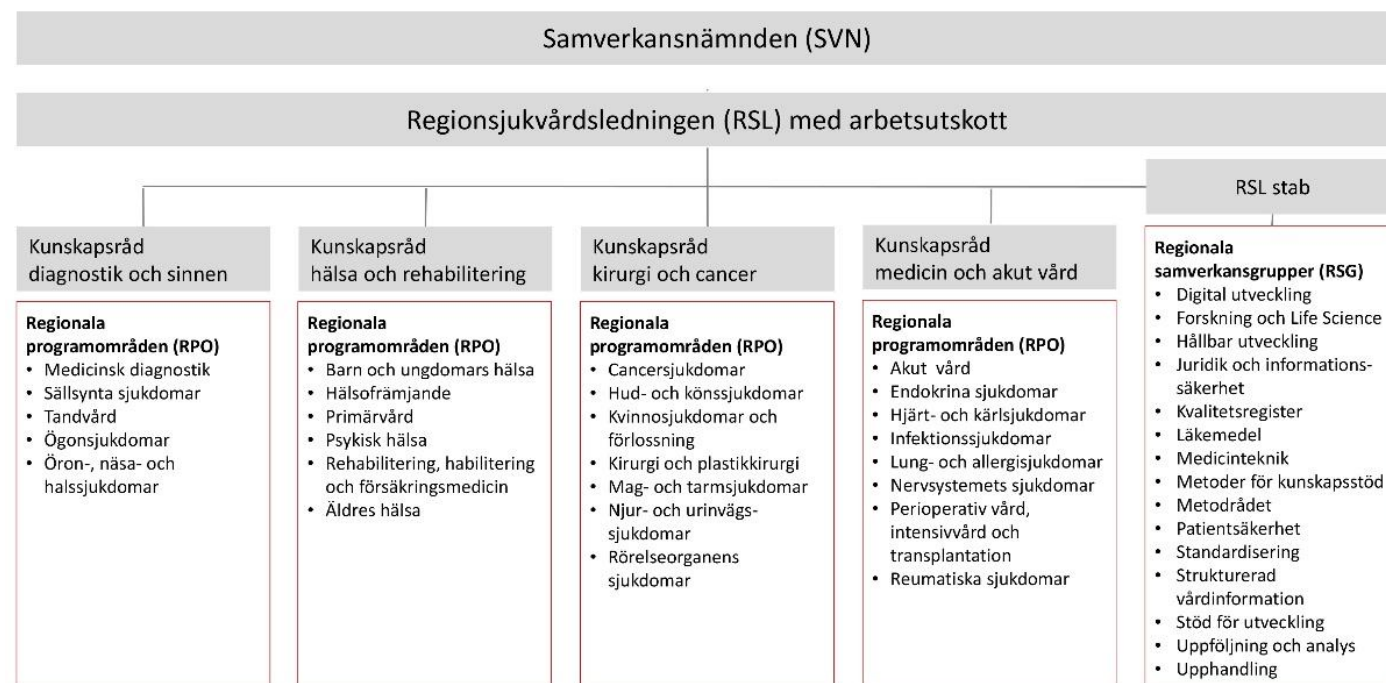 Samverkansnämnden (SVN)
Regionsjukvårdsledningen (RSL) med arbetsutskott
RSL stab
Kunskapsråd
diagnostik och sinnen
Regionala
programområden (RPO)
• Medicinsk diagnostik
• Sällsynta sjukdomar
• Tandvård
• Ögonsjukdomar
• Öron-, näsa- och
halssjukdomar
Kunskapsråd
hälsa och rehabilitering
Regionala
programområden (RPO)
• Barn och ungdomars hälsa
• Hälsofrämjande
• Primärvård
• Psykisk hälsa
• Rehabilitering, habilitering
och försäkringsmedicin
• Äldres hälsa
Kunskapsråd
kirurgi och cancer
Regionala
programområden (RPO)
• Cancersjukdomar
• Hud- och könssjukdomar
• Kvinnosjukdomar och
förlossning
• Kirurgi och plastikkirurgi
• Mag- och tarmsjukdomar
• Njur- och urinvägs-
sjukdomar
• Rörelseorganens
sjukdomar
Kunskapsråd
medicin och akut vård
Regionala
programområden (RPO)
• Akut vård
• Endokrina sjukdomar
• Hjärt- och kärlsjukdomar
• Infektionssjukdomar
• Lung- och allergisjukdomar
• Nervsystemets sjukdomar
• Perioperativ vård,
intensivvård och
transplantation
• Reumatiska sjukdomar
Regionala
samverkansgrupper (RSG)
• Digital utveckling
• Forskning och Life Science
• Hållbar utveckling
• Juridik och informations-
säkerhet
• Kvalitetsregister
• Läkemedel
• Medicinteknik
• Metoder för kunskapsstöd
• Metodrådet
• Patientsäkerhet
• Standardisering
• Strukturerad
vårdinformation
• Stöd för utveckling
• Uppföljning och analys
• Upphandling